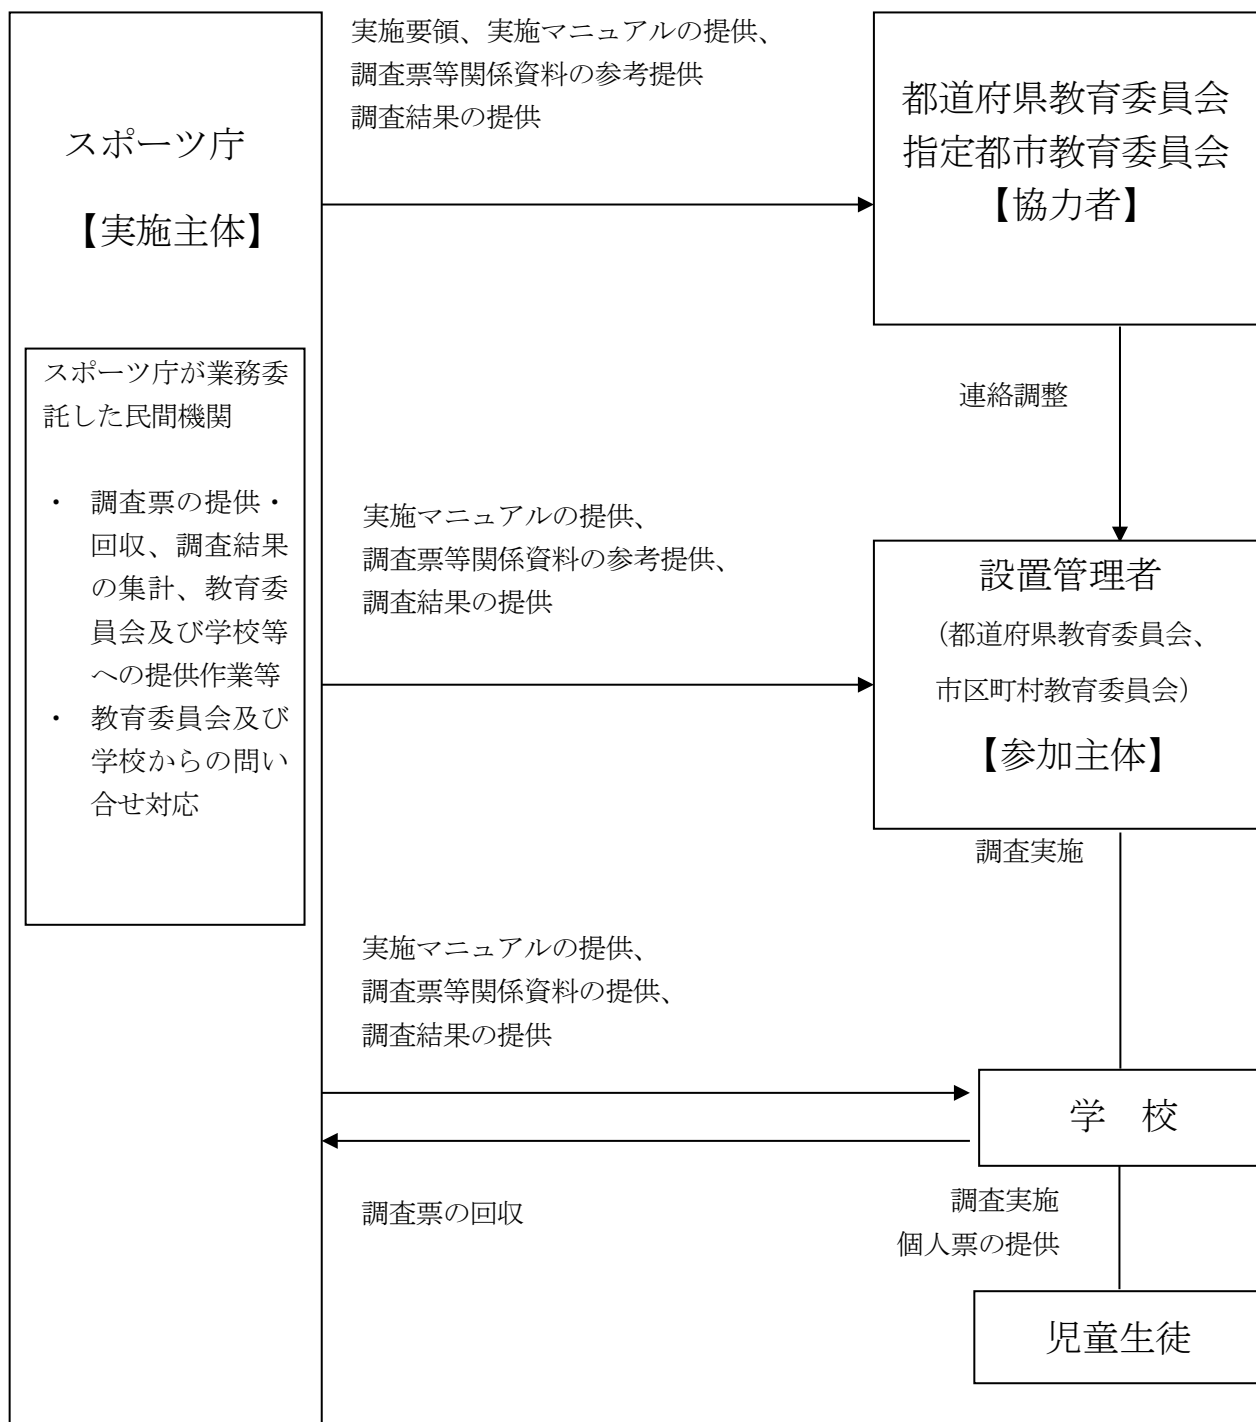 スポーツ庁
【実施主体】
スポーツ庁が業務委
託した民間機関
・ 調査票の提供・
回収、調査結果
の集計、教育委
員会及び学校等
への提供作業等
・ 教育委員会及び
学校からの問い
合せ対応
実施要領、実施マニュアルの提供、
調査票等関係資料の参考提供
調査結果の提供
都道府県教育委員会
指定都市教育委員会
【協力者】
連絡調整
実施マニュアルの提供、
調査票等関係資料の参考提供、
調査結果の提供
設置管理者
(都道府県教育委員会、
市区町村教育委員会)
【参加主体】
調査実施
実施マニュアルの提供、
調査票等関係資料の提供、
調査結果の提供
学 校
調査票の回収
調査実施
個人票の提供
児童生徒